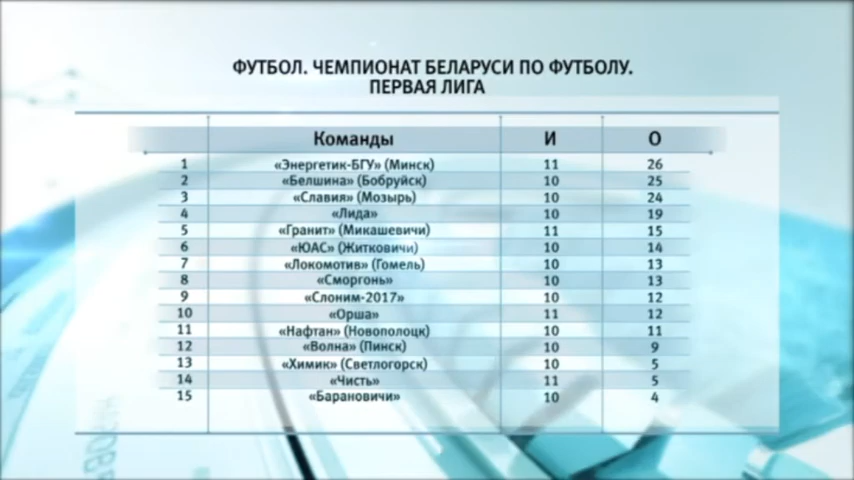 ФУТБОЛ. ЧЕМПИОНАТ БЕЛАРУСИ ПО ФУТБОЛУ.
ПЕРВАЯ ЛИГА
Команды И О
1 «Энергетик-БГУ» (Минск) 11 26
2 «Белшина» (Бобруйск) 10 25
3 «Славия» (Мозырь) 10 24
4 «Лида» 10 19
5 «Гранит» (Микашевичи) 11 15
6 «ЮАС» (Житковичи) 10 14
7 «Локомотив» (Гомель) 10 13
8 «Сморгонь» 10 13
9 «Слоним-2017» 10 12
10 «Орша» 11 12
11 «Нафтан» (Новополоцк) 10 11
12 «Волна» (Пинск) 10 9
13 «Химик» (Светлогорск) 10 5
14 «Чисть» 11 5
15 «Барановичи» 10 4